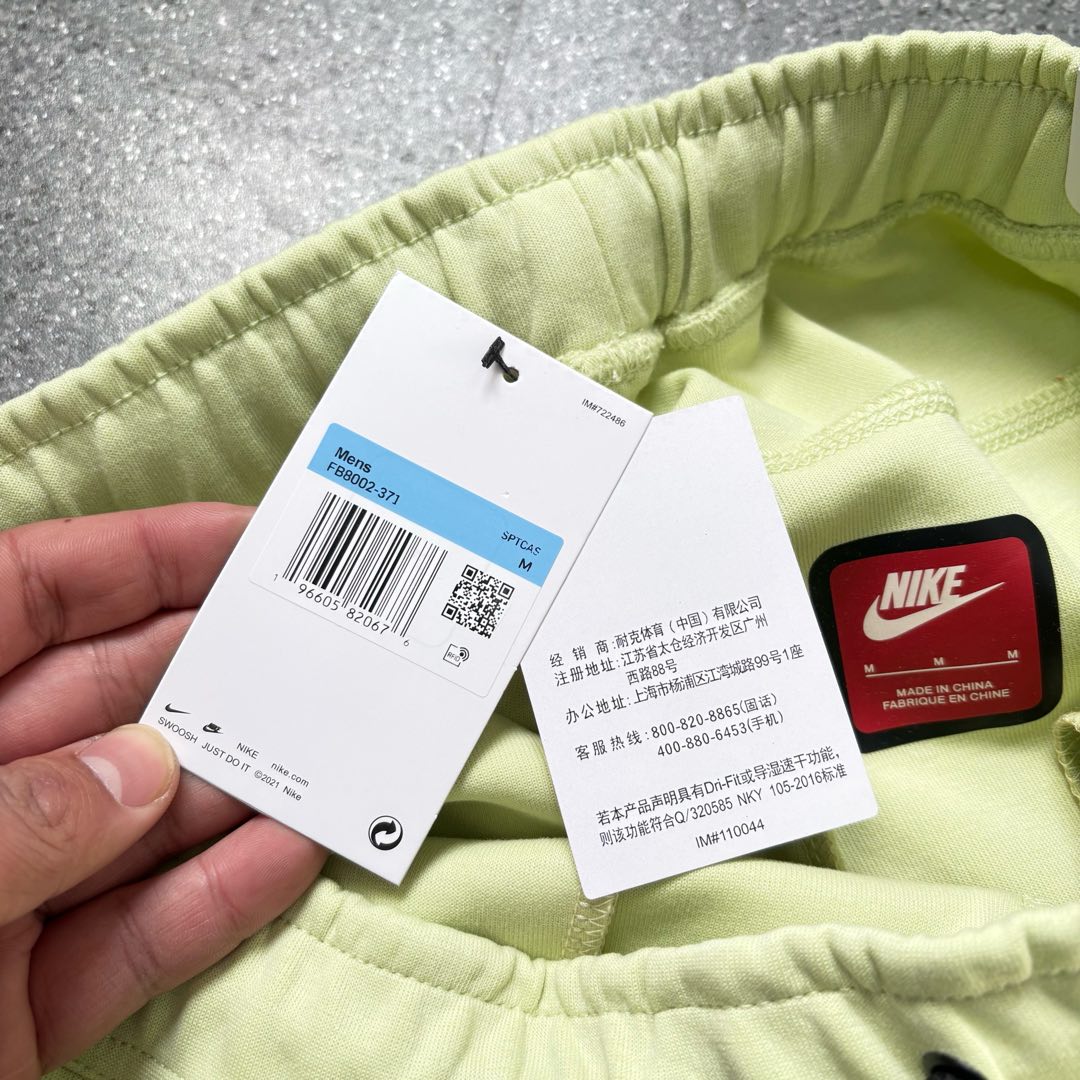 IM#722486
Mens
FB8002-371
SPTCAS
M
1 96605 82067 6
RFID
NIKE
nike.com
SWOOSH JUST DO IT ©2021 Nike
经 销 商:耐克体育（中国）有限公司
注册地址:江苏省太仓经济开发区广州
西路88号
办公地址:上海市杨浦区江湾城路99号1座
客服热线:800-820-8865(固话)
400-880-6453(手机)
若本产品声明具有Dri-Fit或导湿速干功能,
则该功能符合Q/320585 NKY 105-2016标准
IM#110044
NIKE
M M M
MADE IN CHINA
FABRIQUE EN CHINE